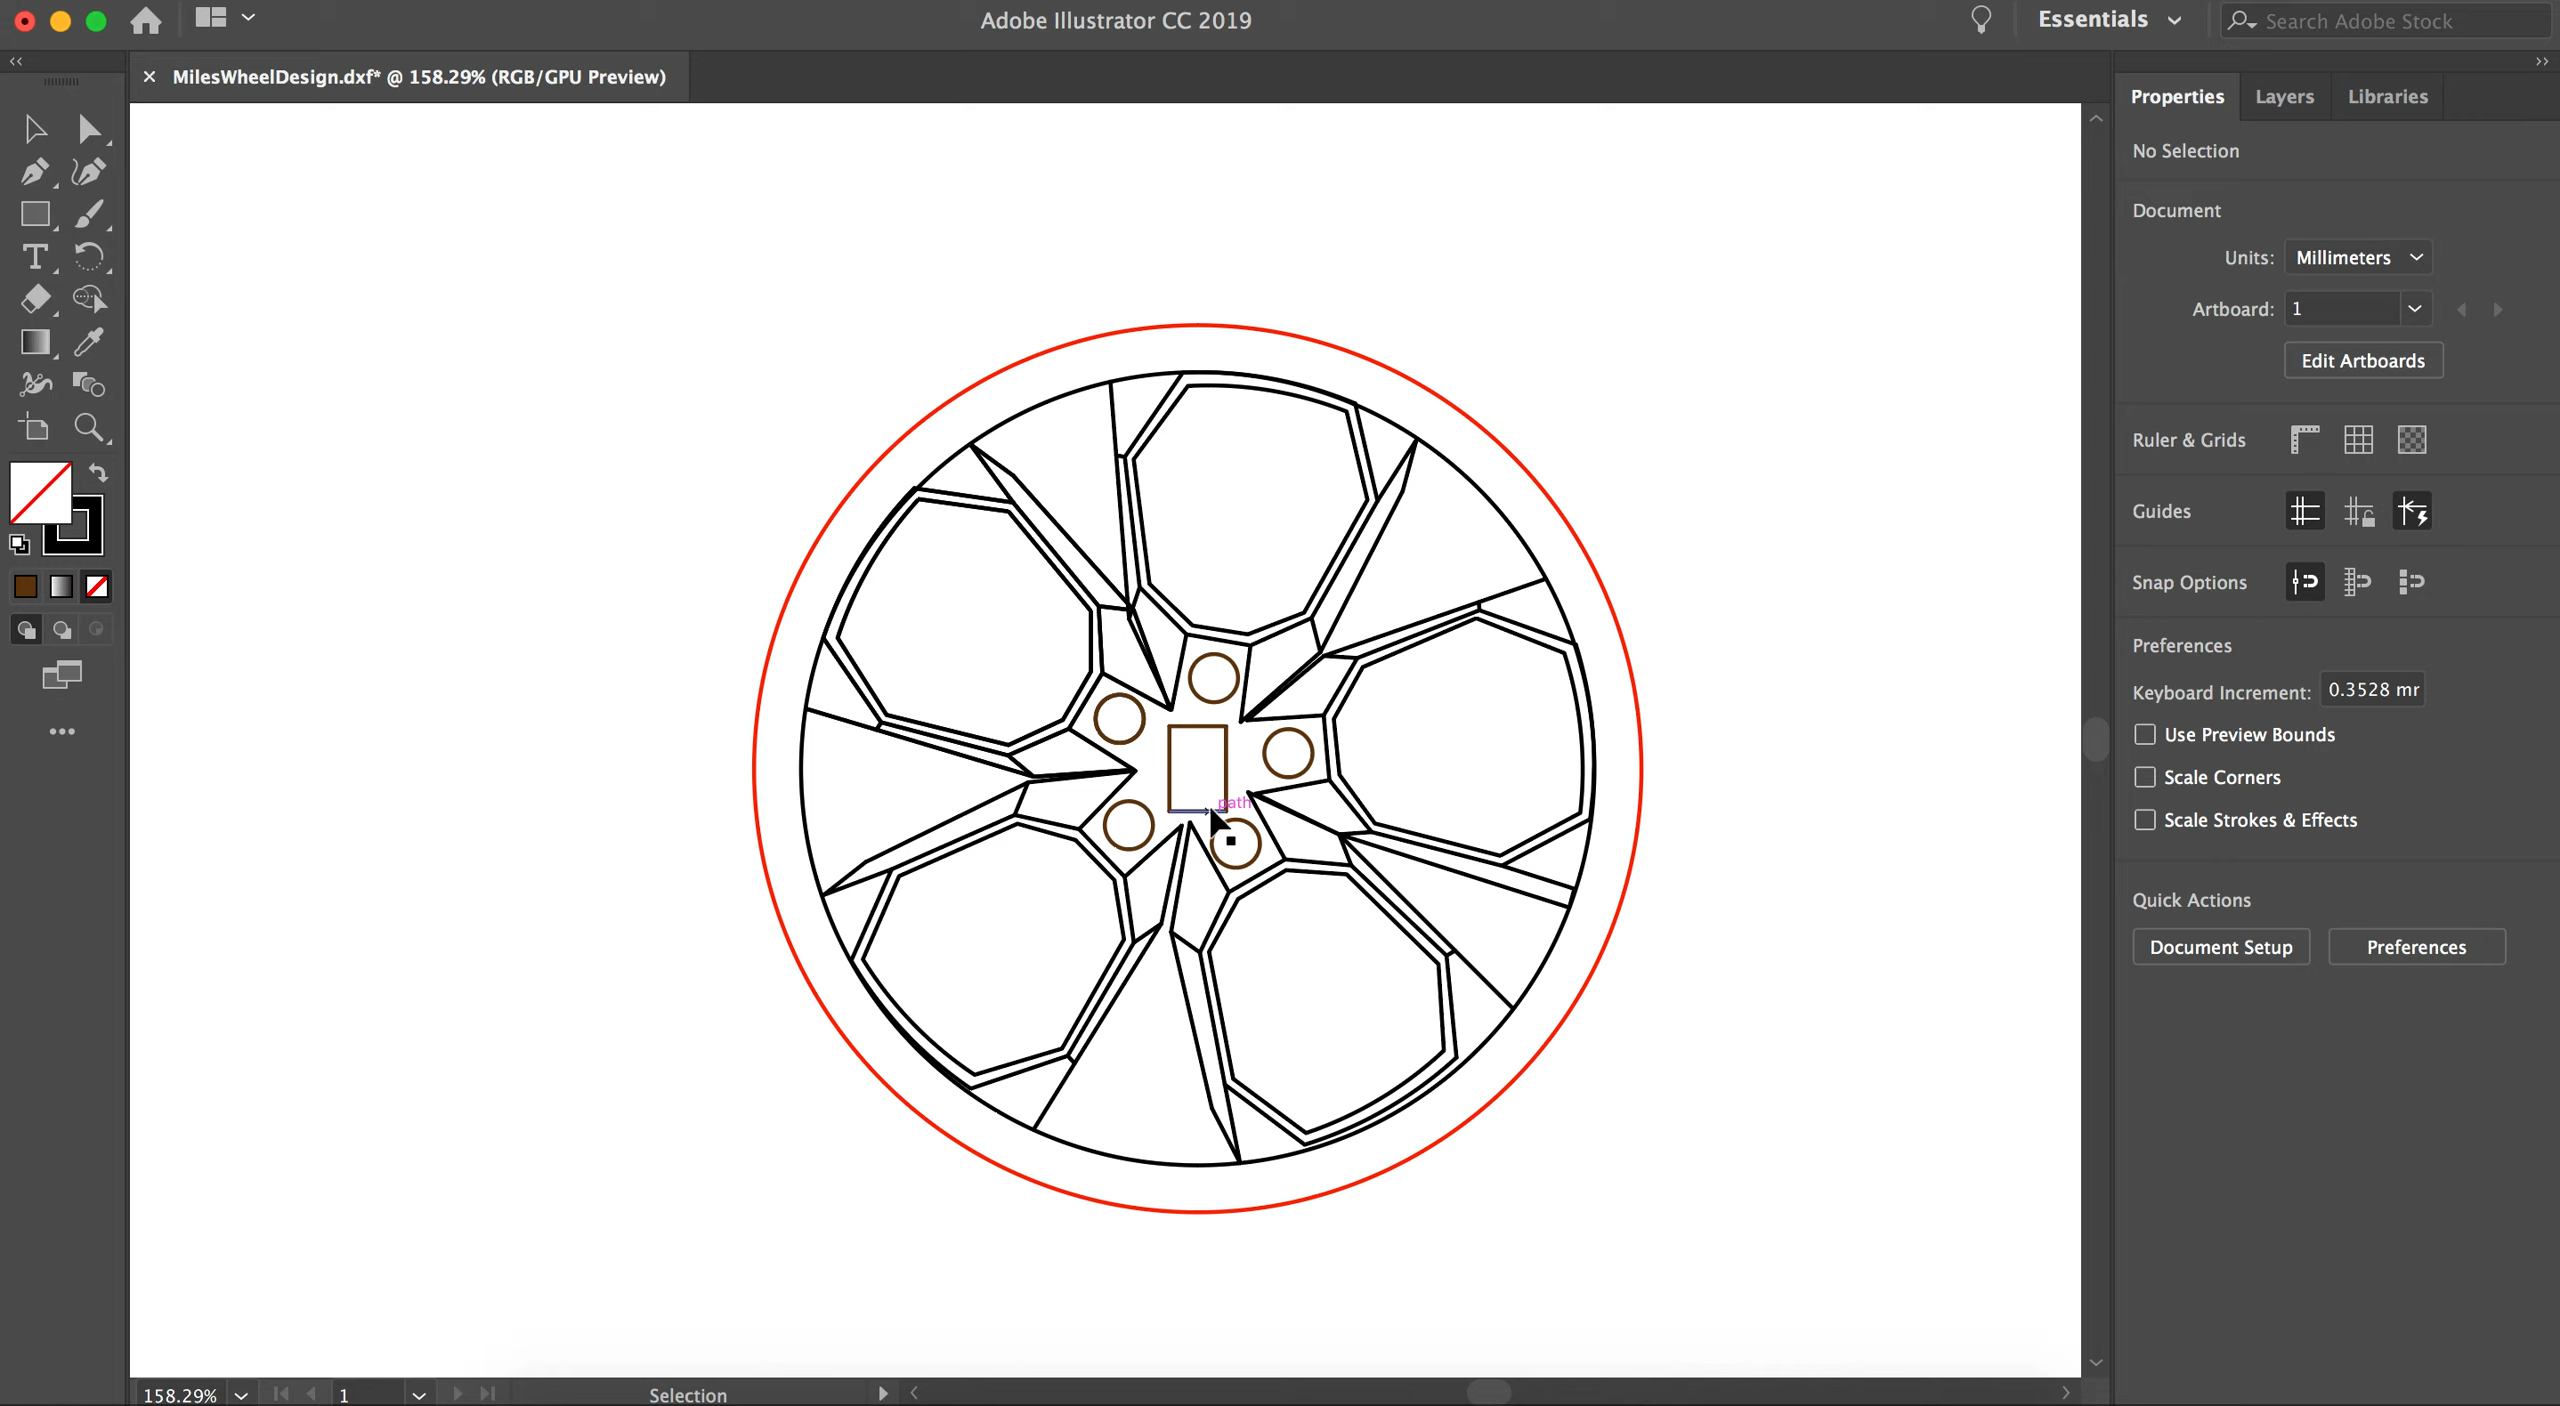 Adobe Illustrator CC 2019
Essentials
Search Adobe Stock
MilesWheelDesign.dxf* @ 158.29% (RGB/GPU Preview)
Properties
Layers
Libraries
No Selection
Document
Units: Millimeters
Artboard: 1
Edit Artboards
Ruler & Grids
Guides
Snap Options
Preferences
Keyboard Increment: 0.3528 mr
Use Preview Bounds
Scale Corners
Scale Strokes & Effects
Quick Actions
Document Setup
Preferences
path
158.29%
1
Selection